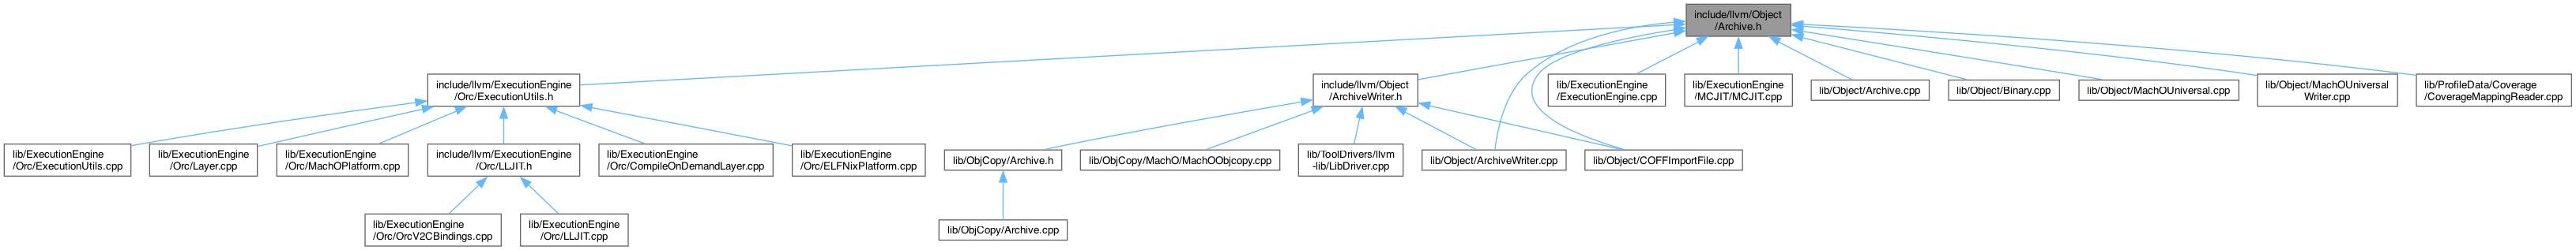 include/llvm/Object
/Archive.h
include/llvm/ExecutionEngine
/Orc/ExecutionUtils.h
include/llvm/Object
/ArchiveWriter.h
lib/ExecutionEngine
/ExecutionEngine.cpp
lib/ExecutionEngine
/MCJIT/MCJIT.cpp
lib/Object/Archive.cpp
lib/Object/Binary.cpp
lib/Object/MachOUniversal.cpp
lib/Object/MachOUniversal
Writer.cpp
lib/ProfileData/Coverage
/CoverageMappingReader.cpp
lib/ExecutionEngine
/Orc/ExecutionUtils.cpp
lib/ExecutionEngine
/Orc/Layer.cpp
lib/ExecutionEngine
/Orc/MachOPlatform.cpp
include/llvm/ExecutionEngine
/Orc/LLJIT.h
lib/ExecutionEngine
/Orc/CompileOnDemandLayer.cpp
lib/ExecutionEngine
/Orc/ELFNixPlatform.cpp
lib/ObjCopy/Archive.h
lib/ObjCopy/MachO/MachOObjcopy.cpp
lib/ToolDrivers/llvm
-lib/LibDriver.cpp
lib/Object/ArchiveWriter.cpp
lib/Object/COFFImportFile.cpp
lib/ExecutionEngine
/Orc/OrcV2CBindings.cpp
lib/ExecutionEngine
/Orc/LLJIT.cpp
lib/ObjCopy/Archive.cpp